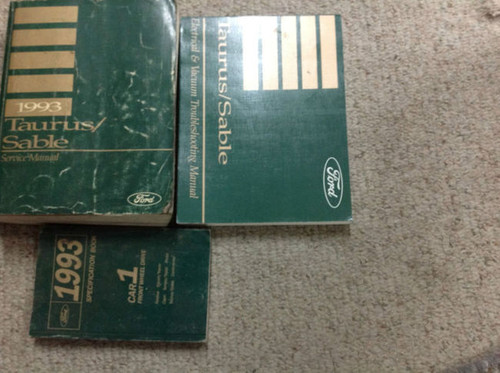 1993
Taurus/
Sable
Service Manual
Ford
Taurus/Sable
Electrical & Vacuum Troubleshooting Manual
Ford
1993
SPECIFICATION BOOK
Ford
CAR 1
FRONT WHEEL DRIVE